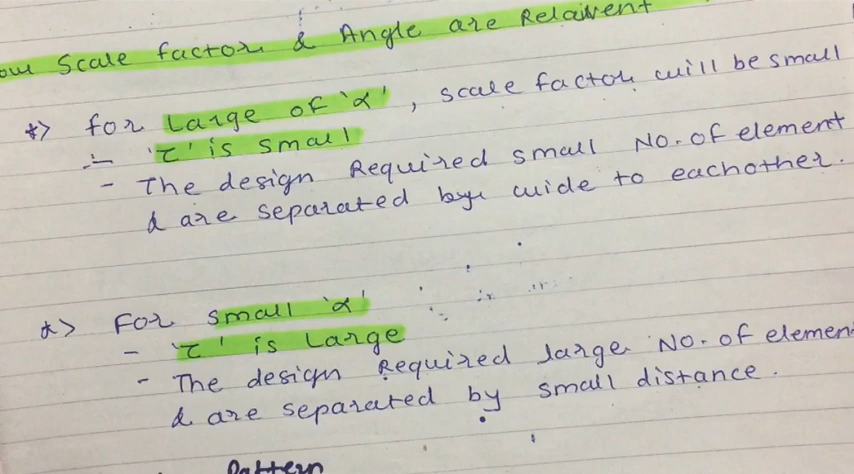 Scale factor & Angle are Relaivent
*> for Large of 'α', scale factor will be small
∴ 'τ' is small
- The design Required small No. of element
& are separated by wide to eachother.
*> For small 'α'
- 'τ' is Large
- The design Required large No. of elemen
& are separated by small distance.
Pattern